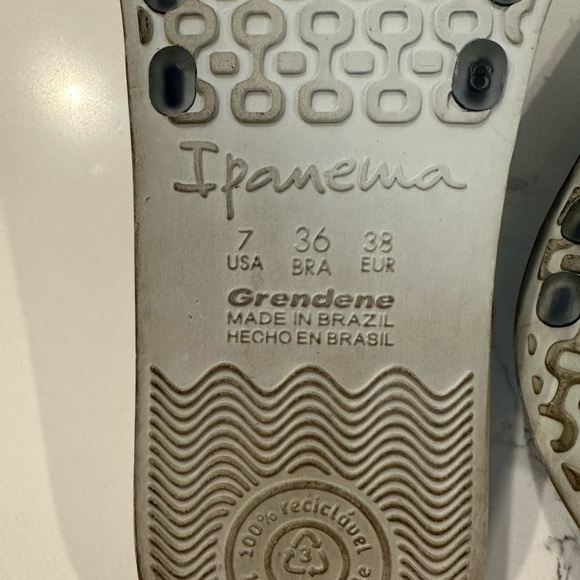 Ipanema
7 36 38
USA BRA EUR
Grendene
MADE IN BRAZIL
HECHO EN BRASIL
100% reciclável
3